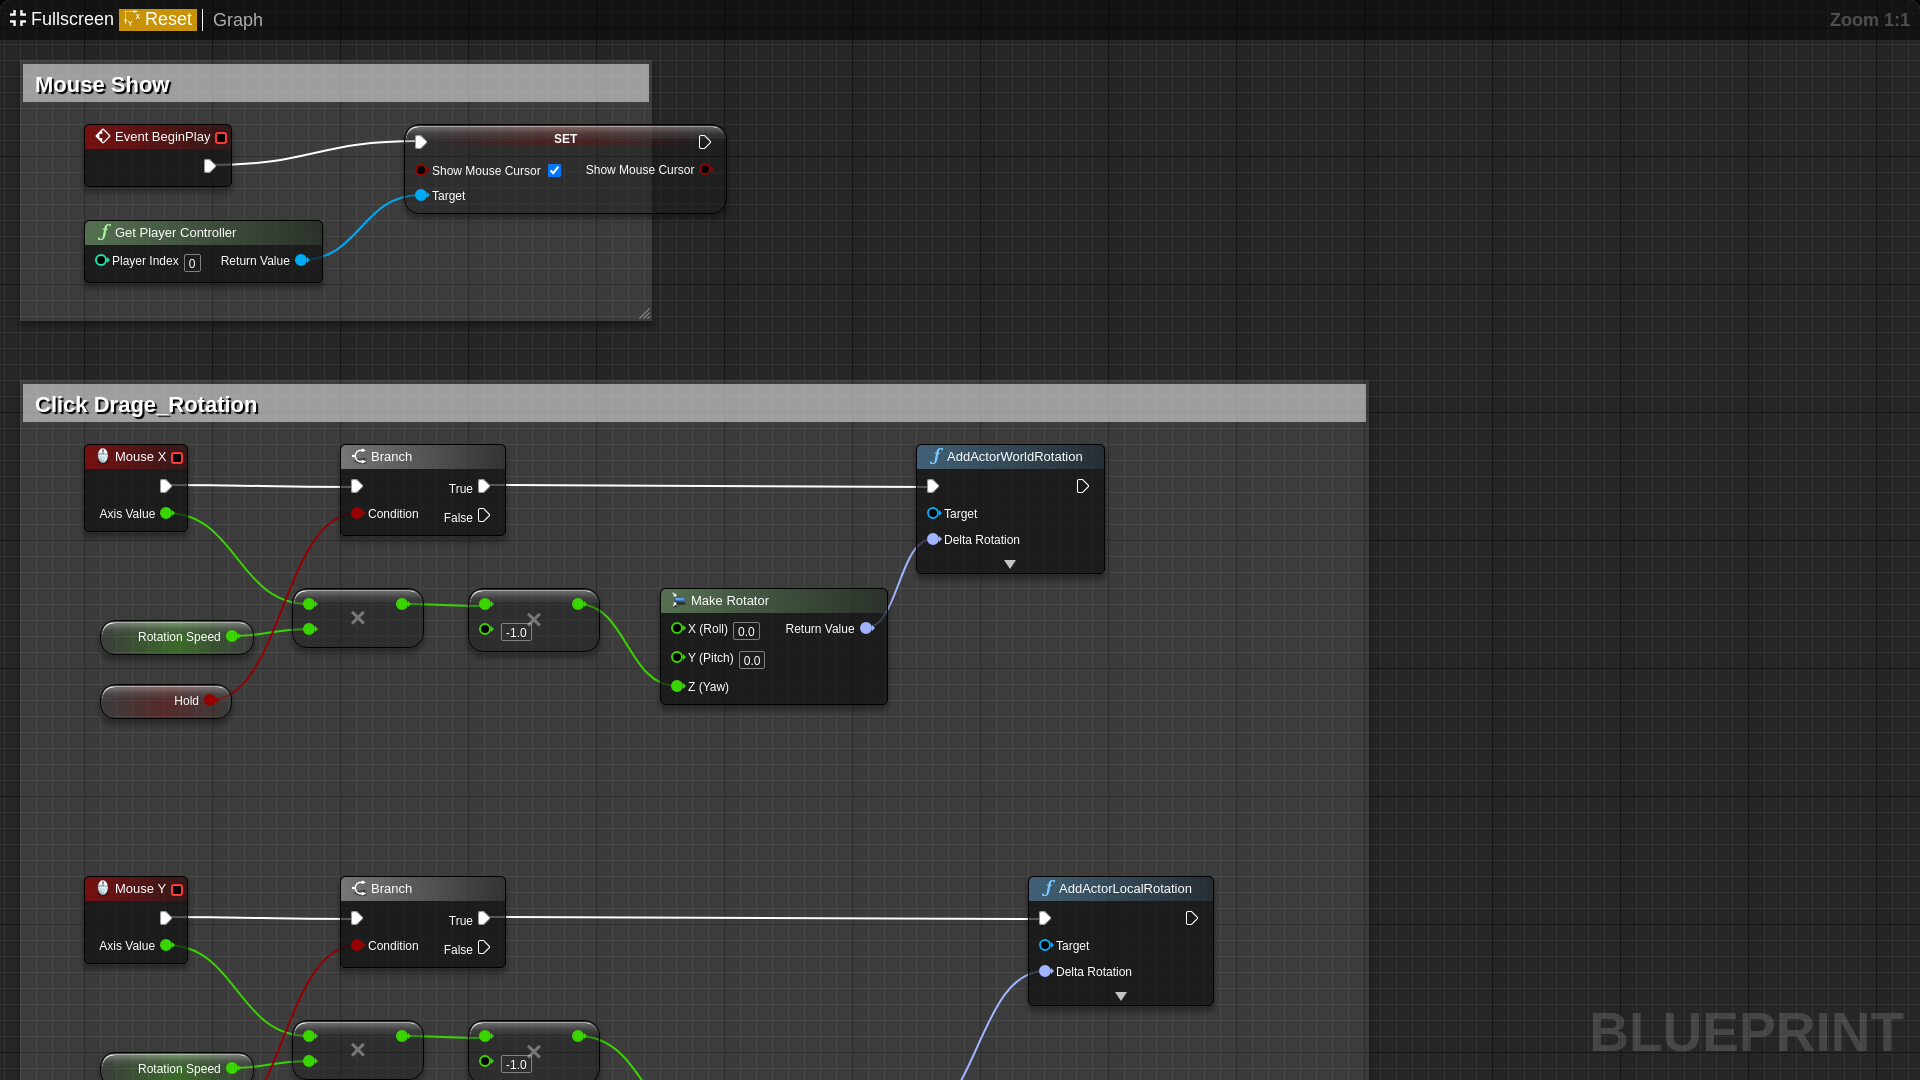 Fullscreen Reset Graph Zoom 1:1
Mouse Show
Event BeginPlay
SET
Show Mouse Cursor Show Mouse Cursor
Target
Get Player Controller
Player Index 0 Return Value
Click Drage_Rotation
Mouse X
Axis Value
Branch
True
Condition False
AddActorWorldRotation
Target
Delta Rotation
Rotation Speed
Hold
-1.0
Make Rotator
X (Roll) 0.0 Return Value
Y (Pitch) 0.0
Z (Yaw)
Mouse Y
Axis Value
Branch
True
Condition False
AddActorLocalRotation
Target
Delta Rotation
Rotation Speed
-1.0
BLUEPRINT